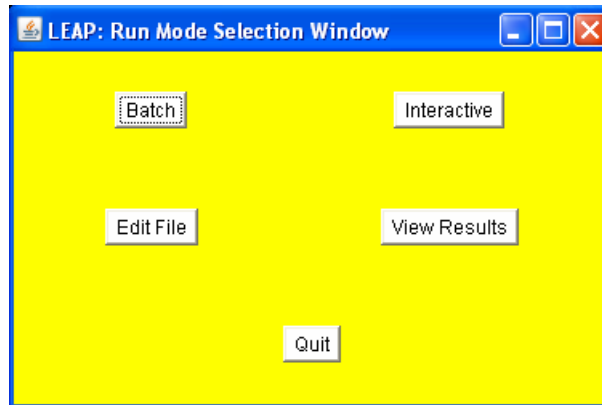 LEAP: Run Mode Selection Window
Batch Interactive
Edit File View Results
Quit